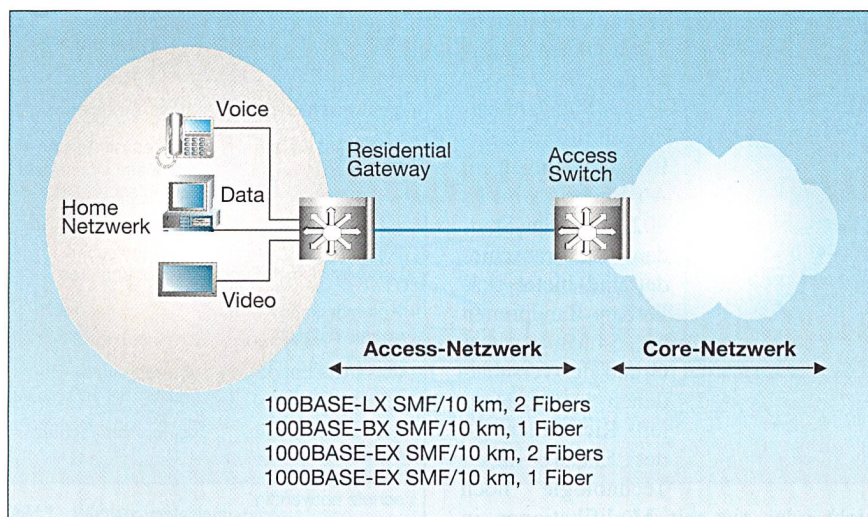 Voice
Residential
Gateway
Access
Switch
Data
Home
Netzwerk
Video
Access-Netzwerk
Core-Netzwerk
100BASE-LX SMF/10 km, 2 Fibers
100BASE-BX SMF/10 km, 1 Fiber
1000BASE-EX SMF/10 km, 2 Fibers
1000BASE-EX SMF/10 km, 1 Fiber